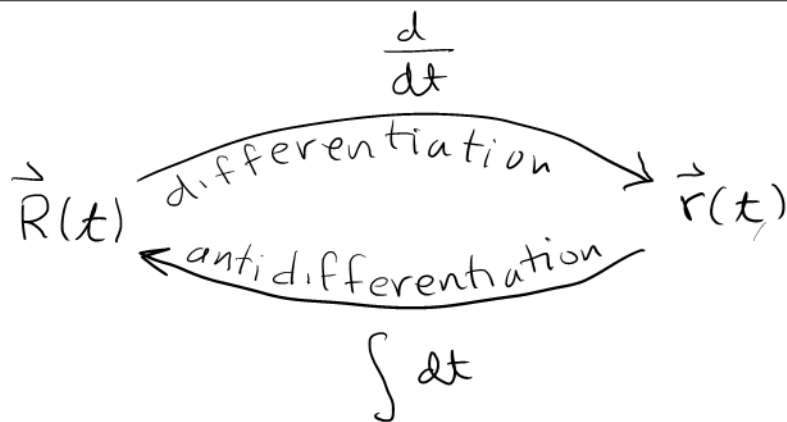 d/dt
differentiation
R⃗(t)
r⃗(t)
antidifferentiation
∫ dt